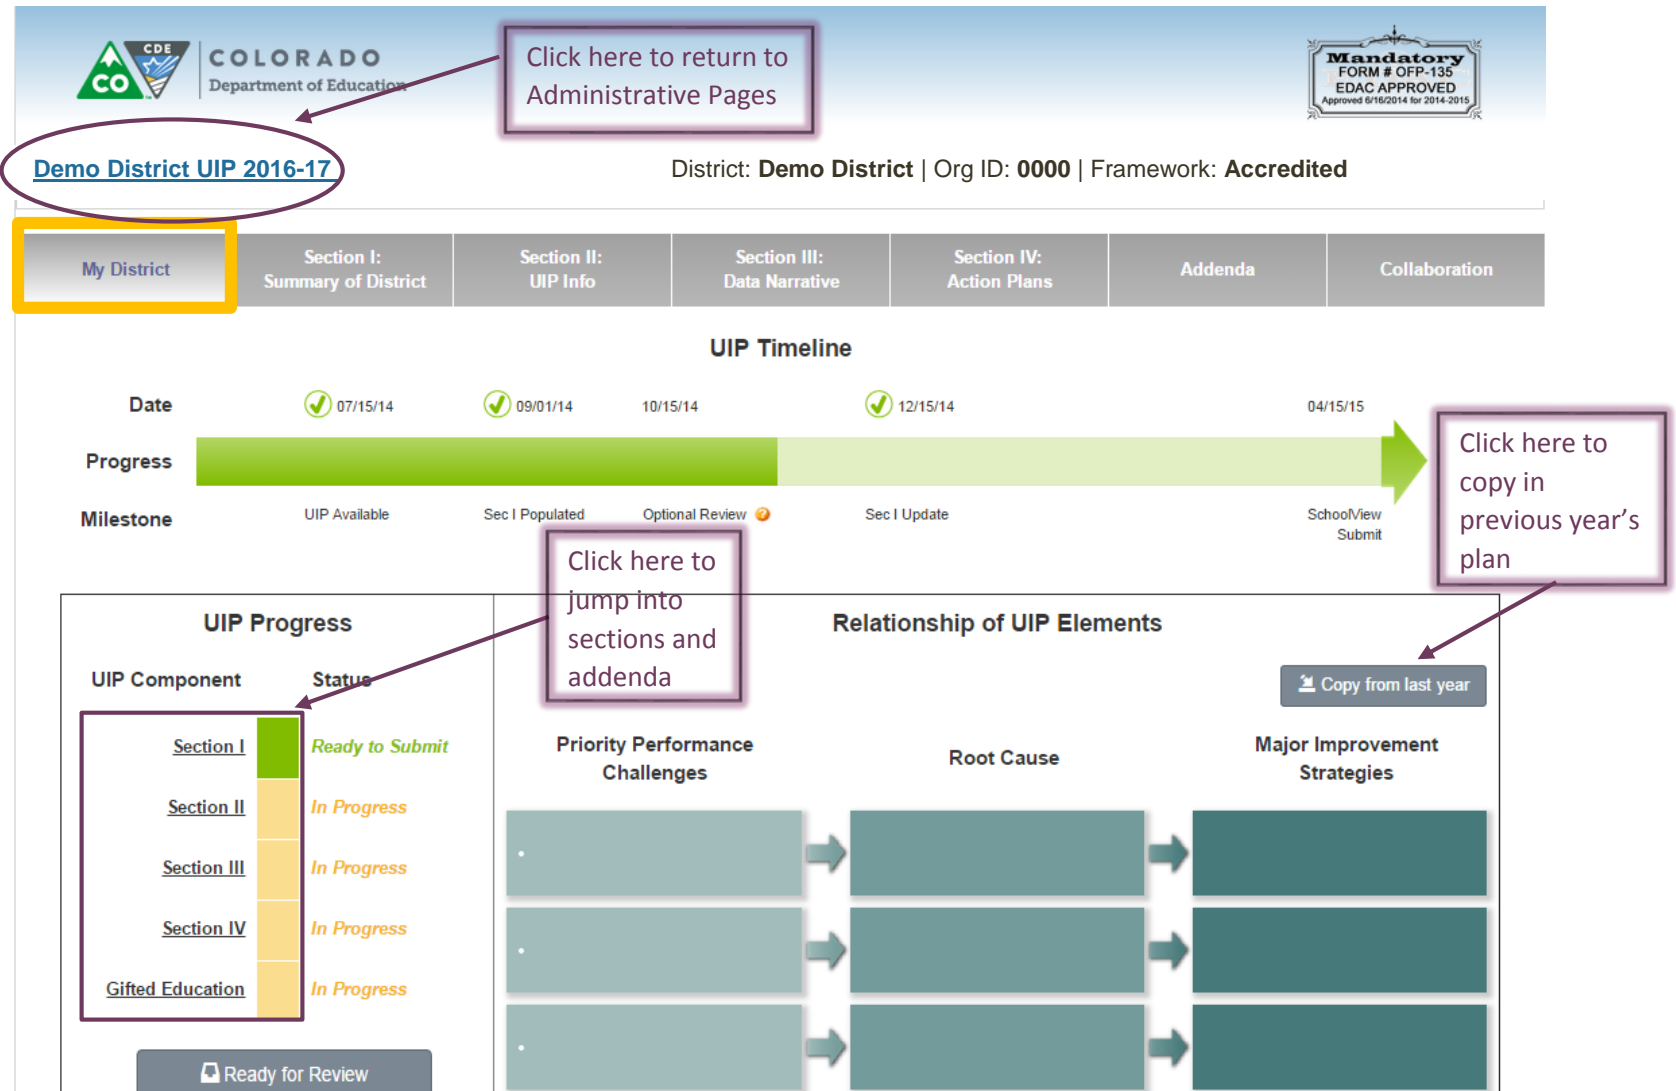 CDE
CO
COLORADO
Department of Education
Click here to return to
Administrative Pages
Mandatory
FORM # OFP-135
EDAC APPROVED
Approved 6/16/2014 for 2014-2015
Demo District UIP 2016-17
District: Demo District | Org ID: 0000 | Framework: Accredited
My District
Section I:
Summary of District
Section II:
UIP Info
Section III:
Data Narrative
Section IV:
Action Plans
Addenda
Collaboration
UIP Timeline
Date
07/15/14
09/01/14
10/15/14
12/15/14
04/15/15
Progress
Milestone
UIP Available
Sec I Populated
Optional Review ?
Sec I Update
SchoolView
Submit
Click here to
copy in
previous year’s
plan
Click here to
jump into
sections and
addenda
UIP Progress
UIP Component
Status
Section I
Ready to Submit
Section II
In Progress
Section III
In Progress
Section IV
In Progress
Gifted Education
In Progress
Ready for Review
Relationship of UIP Elements
Copy from last year
Priority Performance
Challenges
Root Cause
Major Improvement
Strategies